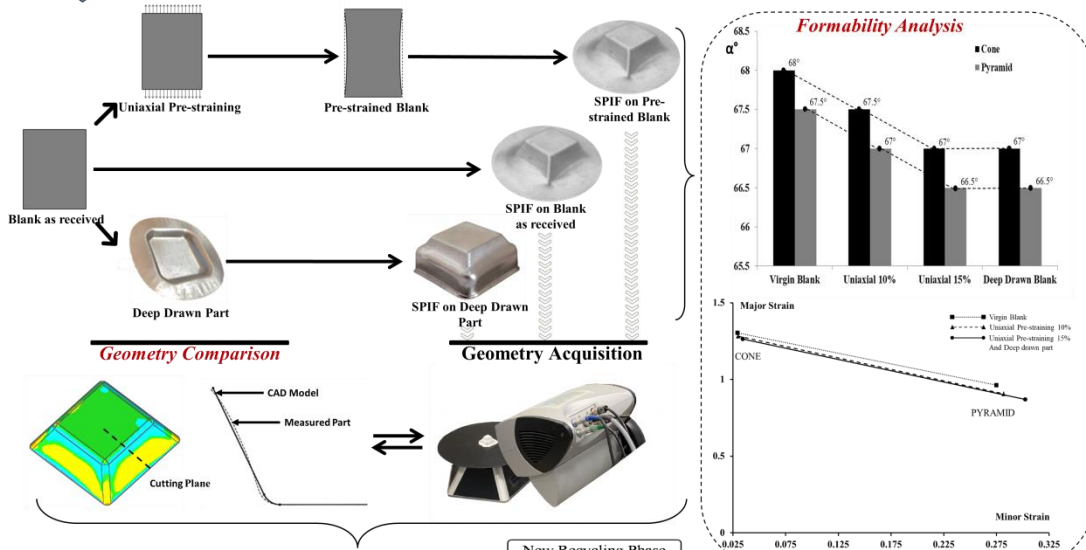 Uniaxial Pre-straining
Pre-strained Blank
SPIF on Pre-
strained Blank
Blank as received
SPIF on Blank
as received
Deep Drawn Part
SPIF on Deep Drawn
Part
Geometry Comparison
Geometry Acquisition
CAD Model
Measured Part
Cutting Plane
New Recycling Phase
Formability Analysis
α°
Cone
Pyramid
68
67.5
67
66.5
66
65.5
68°
67.5°
67.5°
67°
67°
66.5°
67°
66.5°
Virgin Blank
Uniaxial 10%
Uniaxial 15%
Deep Drawn Blank
Major Strain
Virgin Blank
Uniaxial Pre-straining 10%
Uniaxial Pre-straining 15%
And Deep drawn part
1.5
1
0.5
0
CONE
PYRAMID
Minor Strain
0.025
0.075
0.125
0.175
0.225
0.275
0.325